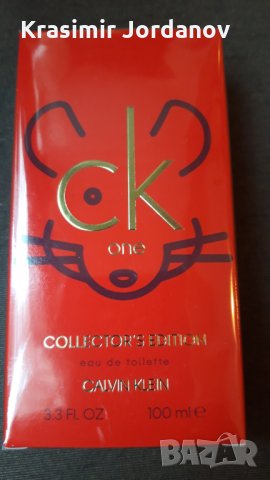 Krasimir Jordanov
ck
one
COLLECTOR'S EDITION
eau de toilette
CALVIN KLEIN
3.3 FL OZ 100 ml e
BAZAR